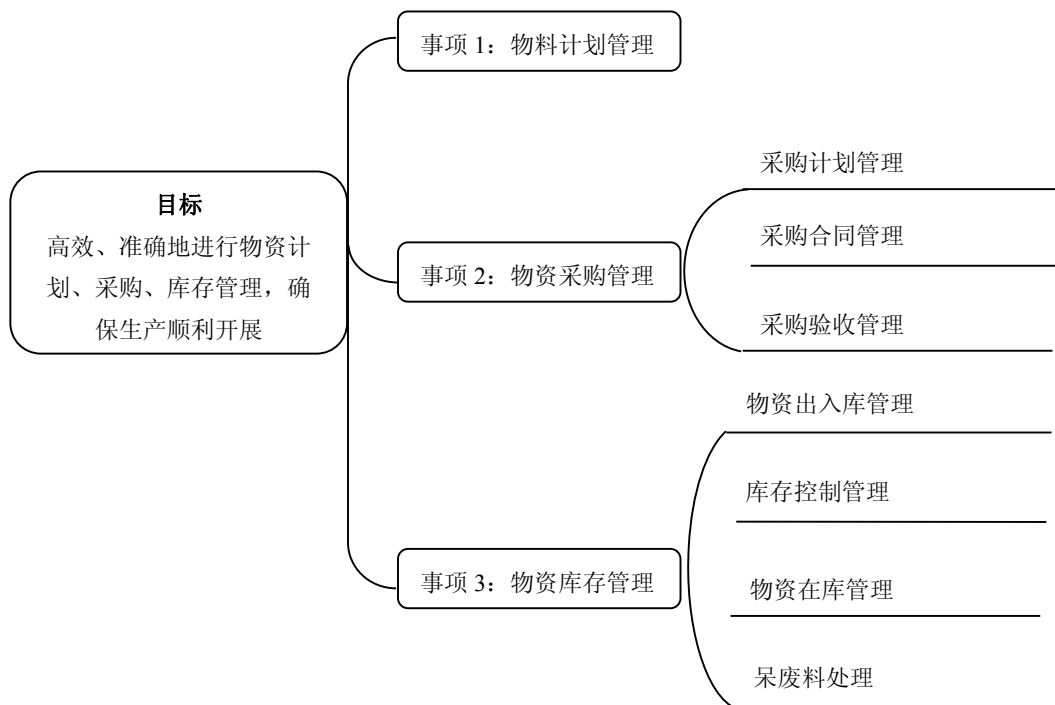 事项 1：物料计划管理
目标
高效、准确地进行物资计
划、采购、库存管理，确
保生产顺利开展
事项 2：物资采购管理
采购计划管理
采购合同管理
采购验收管理
事项 3：物资库存管理
物资出入库管理
库存控制管理
物资在库管理
呆废料处理